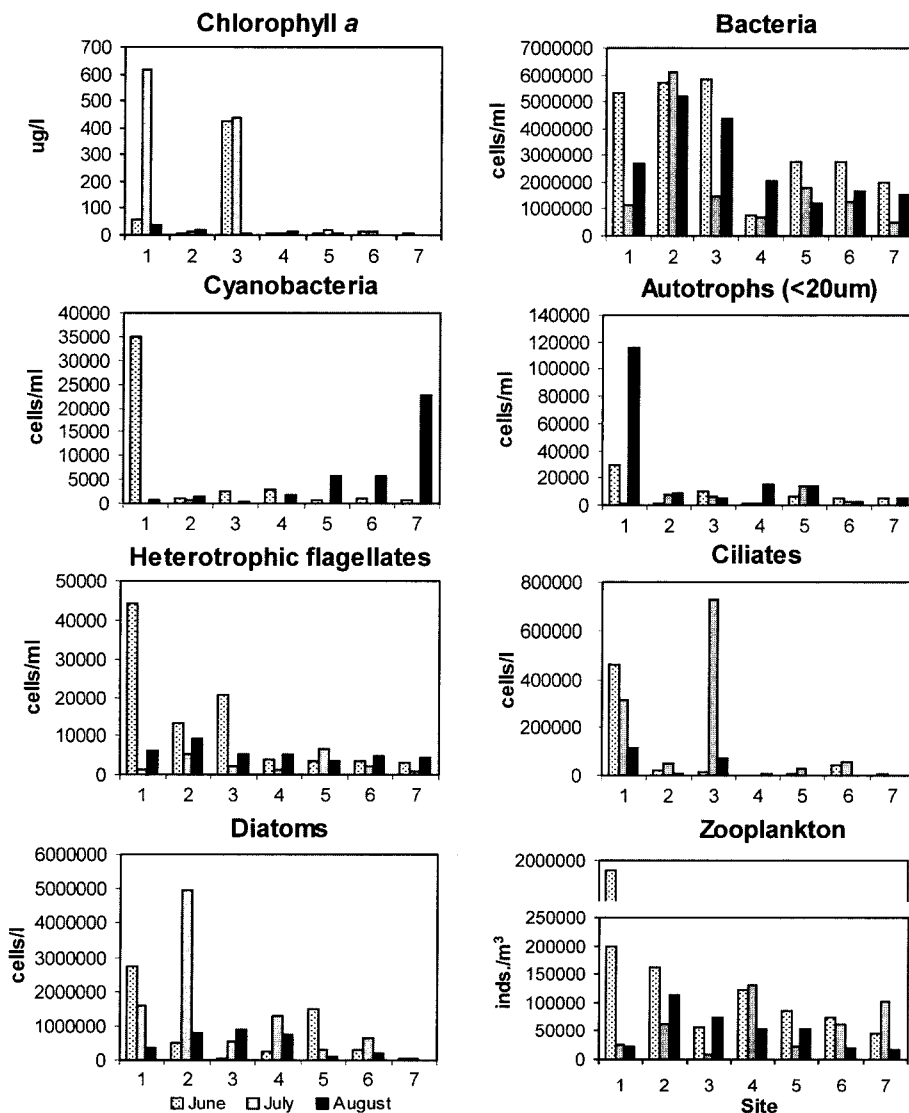 Chlorophyll a
700
600
500
400
300
200
100
0
ug/l
1 2 3 4 5 6 7
Bacteria
7000000
6000000
5000000
4000000
3000000
2000000
1000000
0
cells/ml
1 2 3 4 5 6 7
Cyanobacteria
40000
35000
30000
25000
20000
15000
10000
5000
0
cells/ml
1 2 3 4 5 6 7
Autotrophs (<20um)
140000
120000
100000
80000
60000
40000
20000
0
cells/ml
1 2 3 4 5 6 7
Heterotrophic flagellates
50000
40000
30000
20000
10000
0
cells/ml
1 2 3 4 5 6 7
Ciliates
800000
600000
400000
200000
0
cells/l
1 2 3 4 5 6 7
Diatoms
6000000
5000000
4000000
3000000
2000000
1000000
0
cells/l
1 2 3 4 5 6 7
June July August
Zooplankton
2000000
250000
200000
150000
100000
50000
0
inds./m³
1 2 3 4 5 6 7
Site